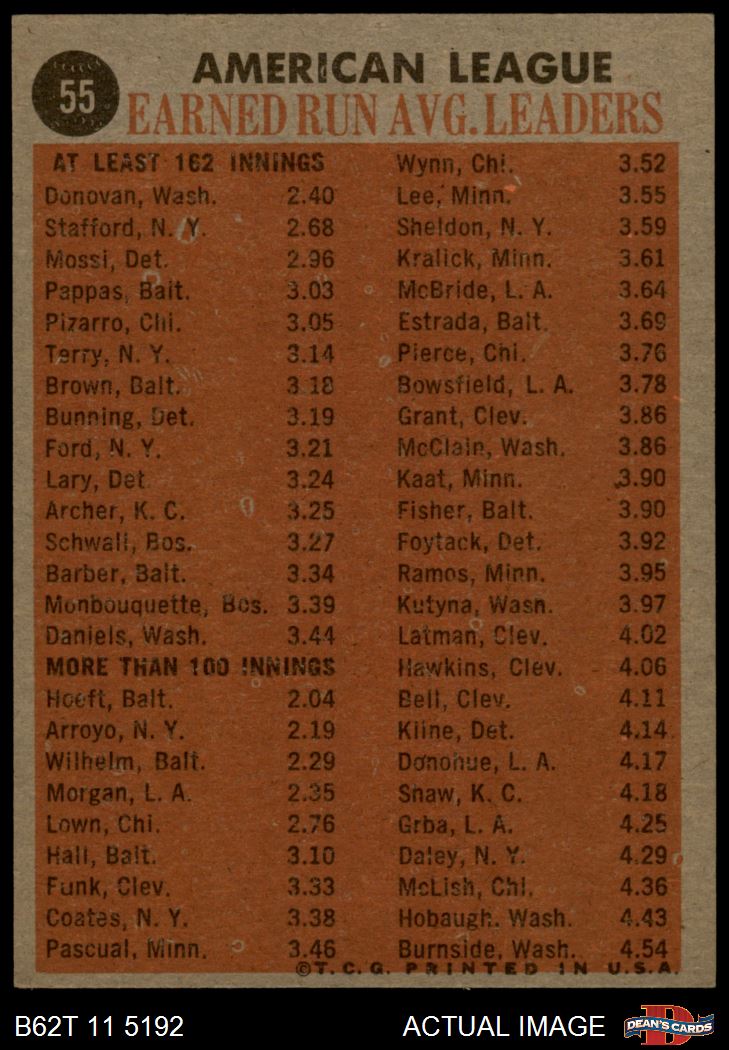 55
AMERICAN LEAGUE
EARNED RUN AVG. LEADERS
AT LEAST 162 INNINGS
Donovan, Wash. 2.40
Stafford, N. Y. 2.68
Mossi, Det. 2.96
Pappas, Balt. 3.03
Pizarro, Chi. 3.05
Terry, N. Y. 3.14
Brown, Balt. 3.18
Bunning, Det. 3.19
Ford, N. Y. 3.21
Lary, Det. 3.24
Archer, K. C. 3.25
Schwall, Bos. 3.27
Barber, Balt. 3.34
Monbouquette, Bos. 3.39
Daniels, Wash. 3.44
MORE THAN 100 INNINGS
Hoeft, Balt. 2.04
Arroyo, N. Y. 2.19
Wilhelm, Balt. 2.29
Morgan, L. A. 2.35
Lown, Chi. 2.76
Hall, Balt. 3.10
Funk, Clev. 3.33
Coates, N. Y. 3.38
Pascual, Minn. 3.46
Wynn, Chi. 3.52
Lee, Minn. 3.55
Sheldon, N. Y. 3.59
Kralick, Minn. 3.61
McBride, L. A. 3.64
Estrada, Balt. 3.69
Pierce, Chi. 3.76
Bowsfield, L. A. 3.78
Grant, Clev. 3.86
McClain, Wash. 3.86
Kaat, Minn. 3.90
Fisher, Balt. 3.90
Foytack, Det. 3.92
Ramos, Minn. 3.95
Kutyna, Wash. 3.97
Latman, Clev. 4.02
Hawkins, Clev. 4.06
Bell, Clev. 4.11
Kline, Det. 4.14
Donohue, L. A. 4.17
Shaw, K. C. 4.18
Grba, L. A. 4.25
Daley, N. Y. 4.29
McLish, Chi. 4.36
Hobaugh, Wash. 4.43
Burnside, Wash. 4.54
©T.C.G. PRINTED IN U.S.A.
B62T 11 5192
ACTUAL IMAGE
D
DEAN'S CARDS